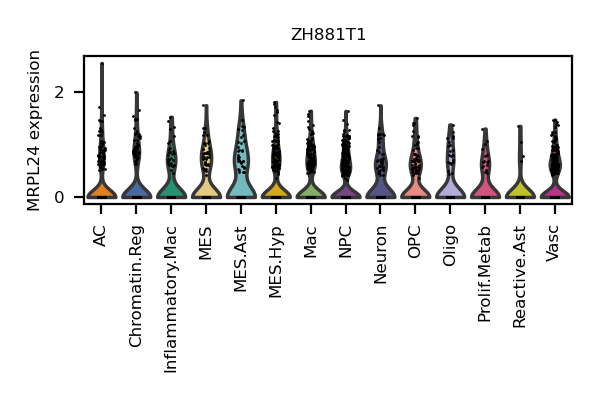 ZH881T1
MRPL24 expression
2
0
AC
Chromatin.Reg
Inflammatory.Mac
MES
MES.Ast
MES.Hyp
Mac
NPC
Neuron
OPC
Oligo
Prolif.Metab
Reactive.Ast
Vasc